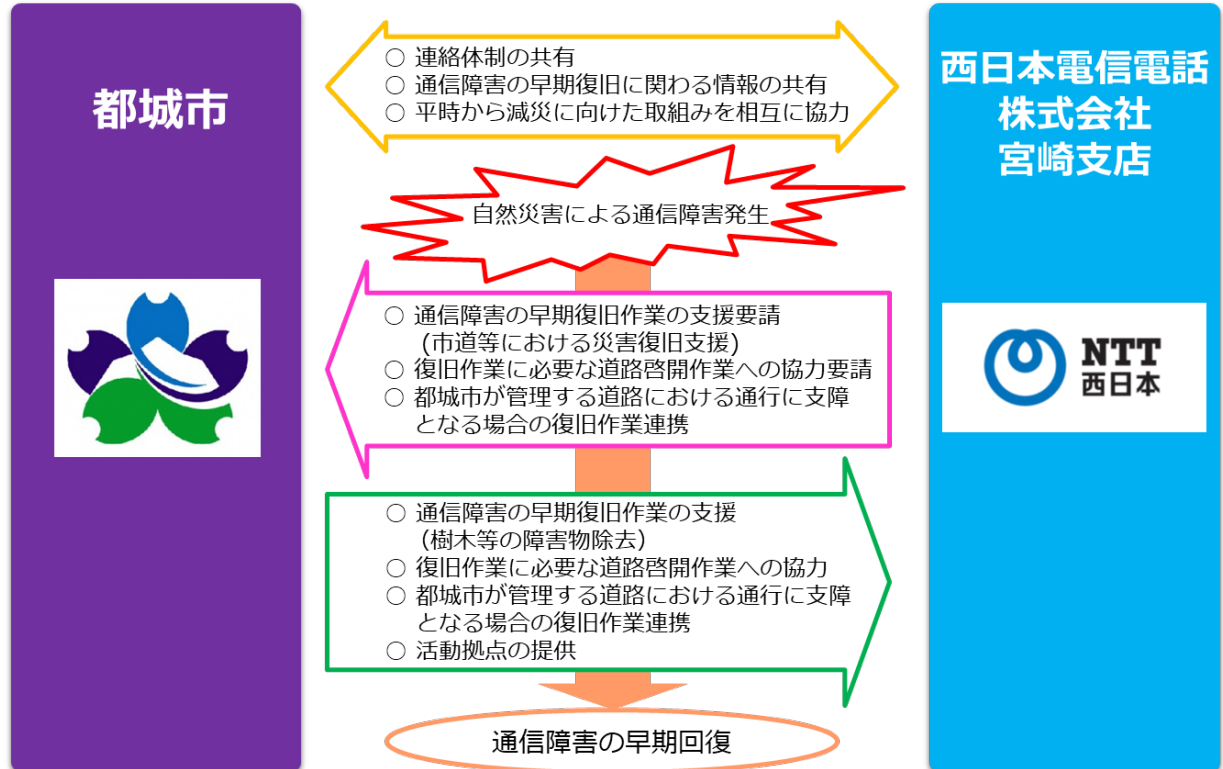 都城市
○ 連絡体制の共有
○ 通信障害の早期復旧に関わる情報の共有
○ 平時から減災に向けた取組みを相互に協力
西日本電信電話
株式会社
宮崎支店
自然災害による通信障害発生
○ 通信障害の早期復旧作業の支援要請
(市道等における災害復旧支援)
○ 復旧作業に必要な道路啓開作業への協力要請
○ 都城市が管理する道路における通行に支障
となる場合の復旧作業連携
NTT
西日本
○ 通信障害の早期復旧作業の支援
(樹木等の障害物除去)
○ 復旧作業に必要な道路啓開作業への協力
○ 都城市が管理する道路における通行に支障
となる場合の復旧作業連携
○ 活動拠点の提供
通信障害の早期回復